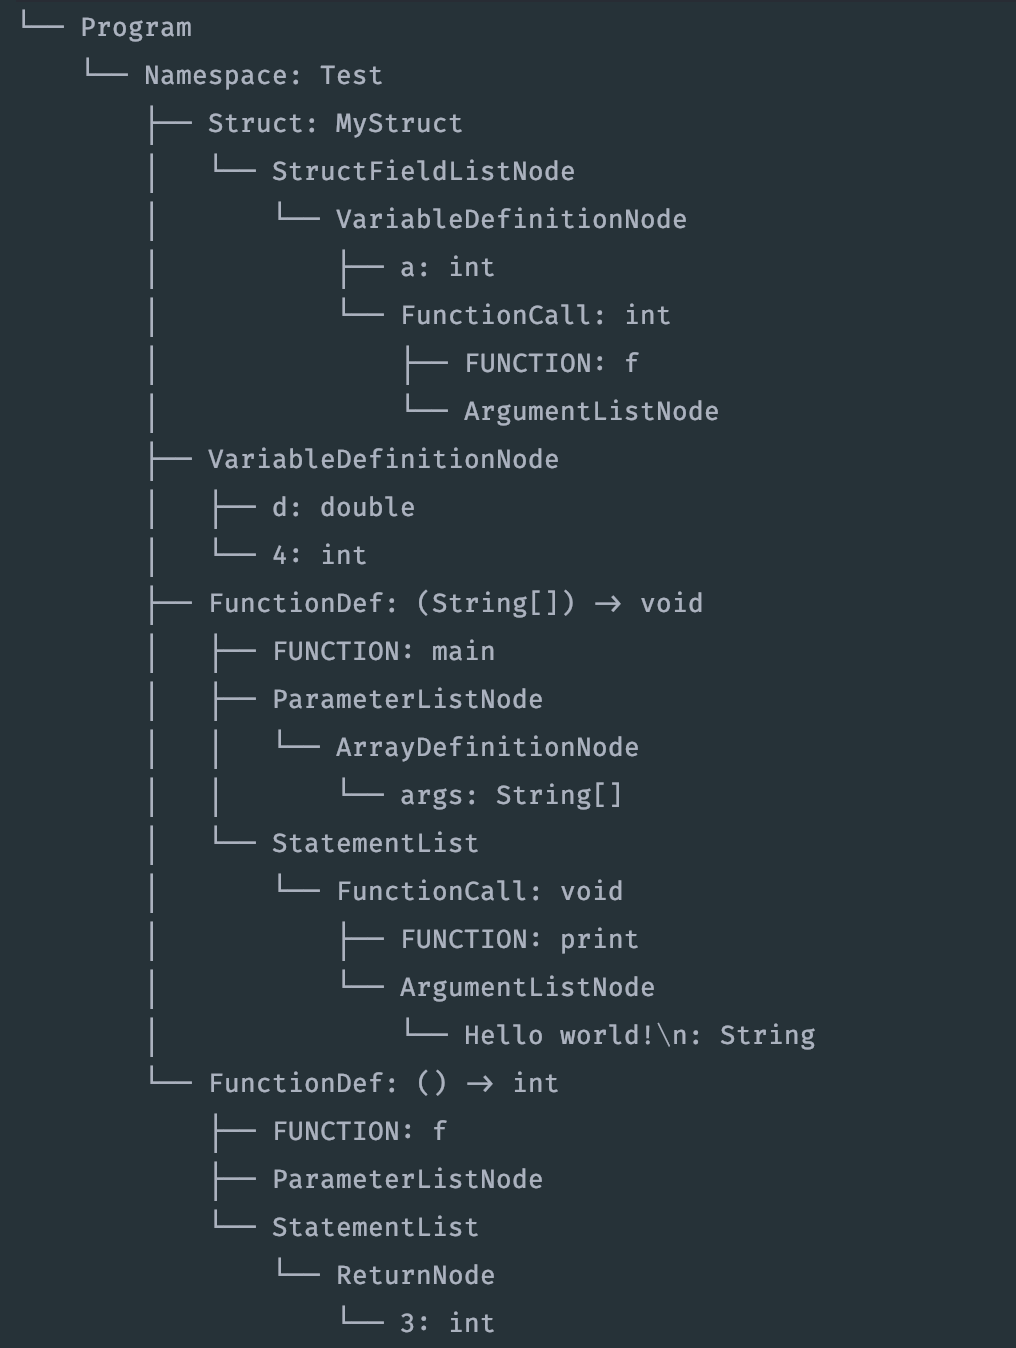 └── Program
    └── Namespace: Test
        ├── Struct: MyStruct
        │   └── StructFieldListNode
        │       └── VariableDefinitionNode
        │           ├── a: int
        │           └── FunctionCall: int
        │               ├── FUNCTION: f
        │               └── ArgumentListNode
        ├── VariableDefinitionNode
        │   ├── d: double
        │   └── 4: int
        ├── FunctionDef: (String[]) -> void
        │   ├── FUNCTION: main
        │   ├── ParameterListNode
        │   │   └── ArrayDefinitionNode
        │   │       └── args: String[]
        │   └── StatementList
        │       └── FunctionCall: void
        │           ├── FUNCTION: print
        │           └── ArgumentListNode
        │               └── Hello world!\n: String
        └── FunctionDef: () -> int
            ├── FUNCTION: f
            ├── ParameterListNode
            └── StatementList
                └── ReturnNode
                    └── 3: int